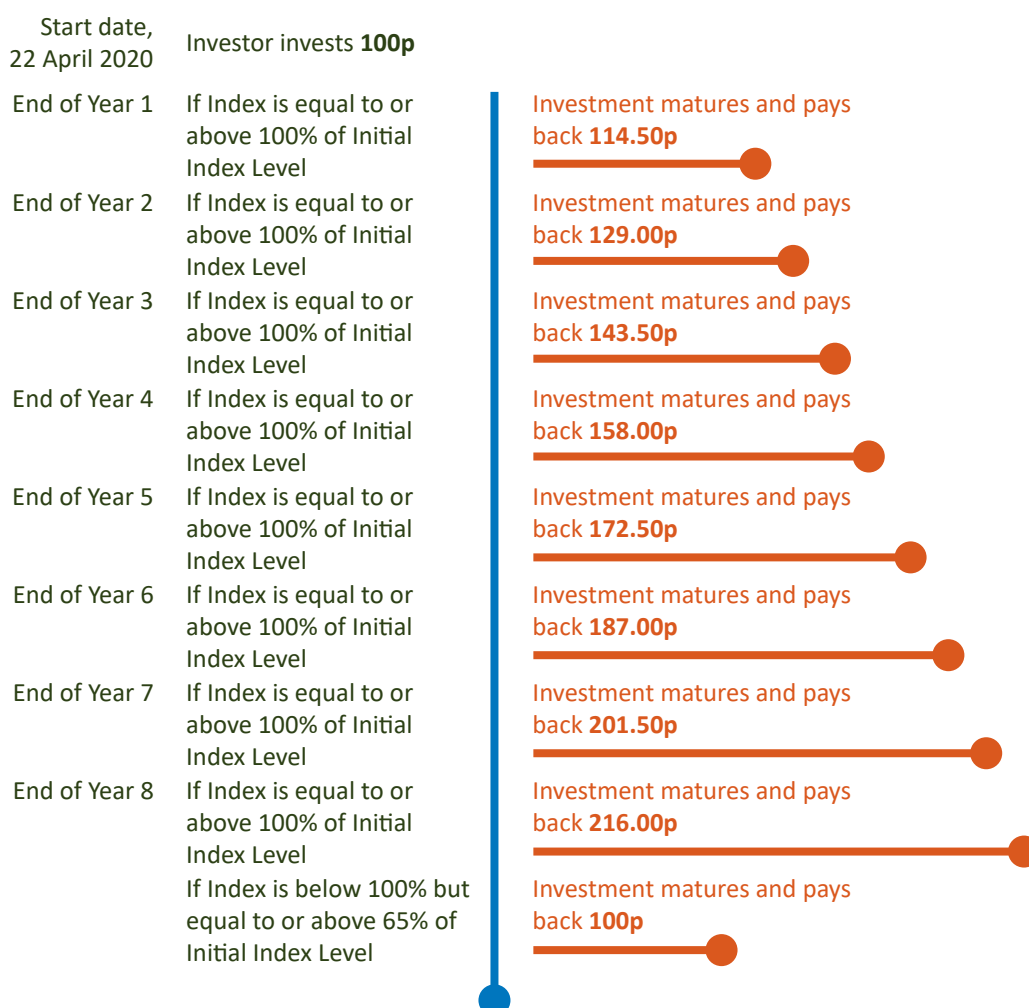 Start date,
22 April 2020
Investor invests 100p
End of Year 1
If Index is equal to or
above 100% of Initial
Index Level
Investment matures and pays
back 114.50p
End of Year 2
If Index is equal to or
above 100% of Initial
Index Level
Investment matures and pays
back 129.00p
End of Year 3
If Index is equal to or
above 100% of Initial
Index Level
Investment matures and pays
back 143.50p
End of Year 4
If Index is equal to or
above 100% of Initial
Index Level
Investment matures and pays
back 158.00p
End of Year 5
If Index is equal to or
above 100% of Initial
Index Level
Investment matures and pays
back 172.50p
End of Year 6
If Index is equal to or
above 100% of Initial
Index Level
Investment matures and pays
back 187.00p
End of Year 7
If Index is equal to or
above 100% of Initial
Index Level
Investment matures and pays
back 201.50p
End of Year 8
If Index is equal to or
above 100% of Initial
Index Level
Investment matures and pays
back 216.00p
If Index is below 100% but
equal to or above 65% of
Initial Index Level
Investment matures and pays
back 100p